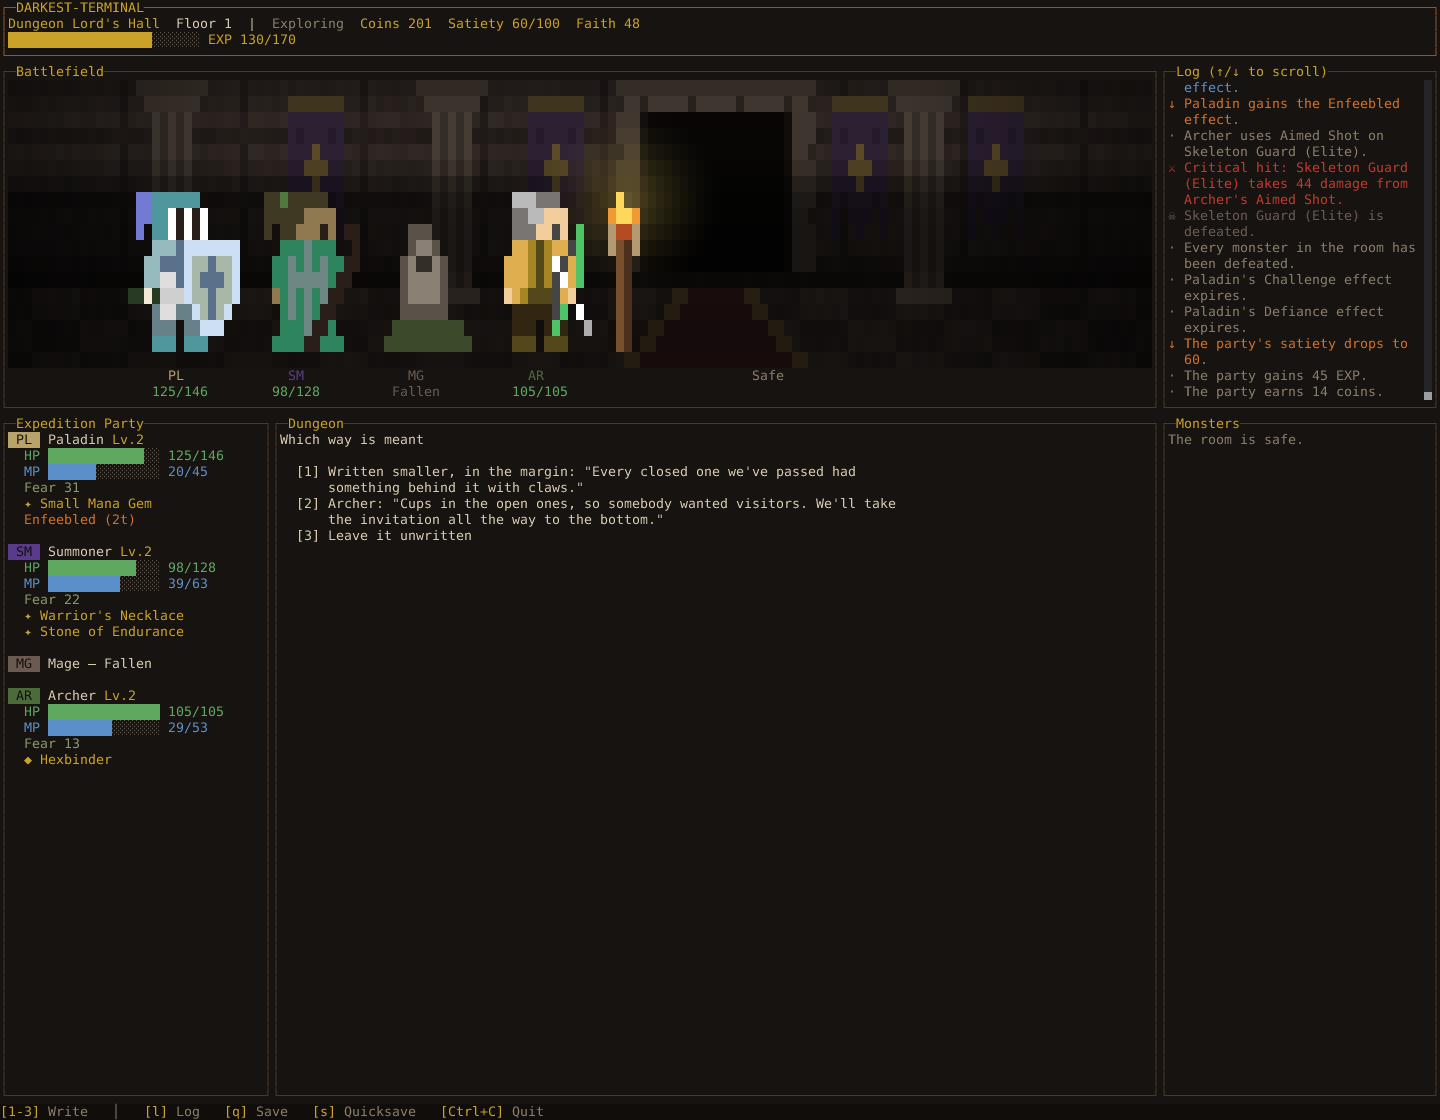 DARKEST-TERMINAL
Dungeon Lord's Hall  Floor 1  |  Exploring  Coins 201  Satiety 60/100  Faith 48
EXP 130/170
Battlefield
PL  SM  MG  AR  Safe
125/146  98/128  Fallen  105/105
Log (↑/↓ to scroll)
effect.
↓ Paladin gains the Enfeebled
effect.
· Archer uses Aimed Shot on
Skeleton Guard (Elite).
⚔ Critical hit: Skeleton Guard
(Elite) takes 44 damage from
Archer's Aimed Shot.
☠ Skeleton Guard (Elite) is
defeated.
· Every monster in the room has
been defeated.
· Paladin's Challenge effect
expires.
· Paladin's Defiance effect
expires.
↓ The party's satiety drops to
60.
· The party gains 45 EXP.
· The party earns 14 coins.
Expedition Party
PL Paladin Lv.2
HP 125/146
MP 20/45
Fear 31
✦ Small Mana Gem
Enfeebled (2t)
SM Summoner Lv.2
HP 98/128
MP 39/63
Fear 22
✦ Warrior's Necklace
✦ Stone of Endurance
MG Mage — Fallen
AR Archer Lv.2
HP 105/105
MP 29/53
Fear 13
◆ Hexbinder
Dungeon
Which way is meant
[1] Written smaller, in the margin: "Every closed one we've passed had
something behind it with claws."
[2] Archer: "Cups in the open ones, so somebody wanted visitors. We'll take
the invitation all the way to the bottom."
[3] Leave it unwritten
Monsters
The room is safe.
[1-3] Write  │  [l] Log  [q] Save  [s] Quicksave  [Ctrl+C] Quit